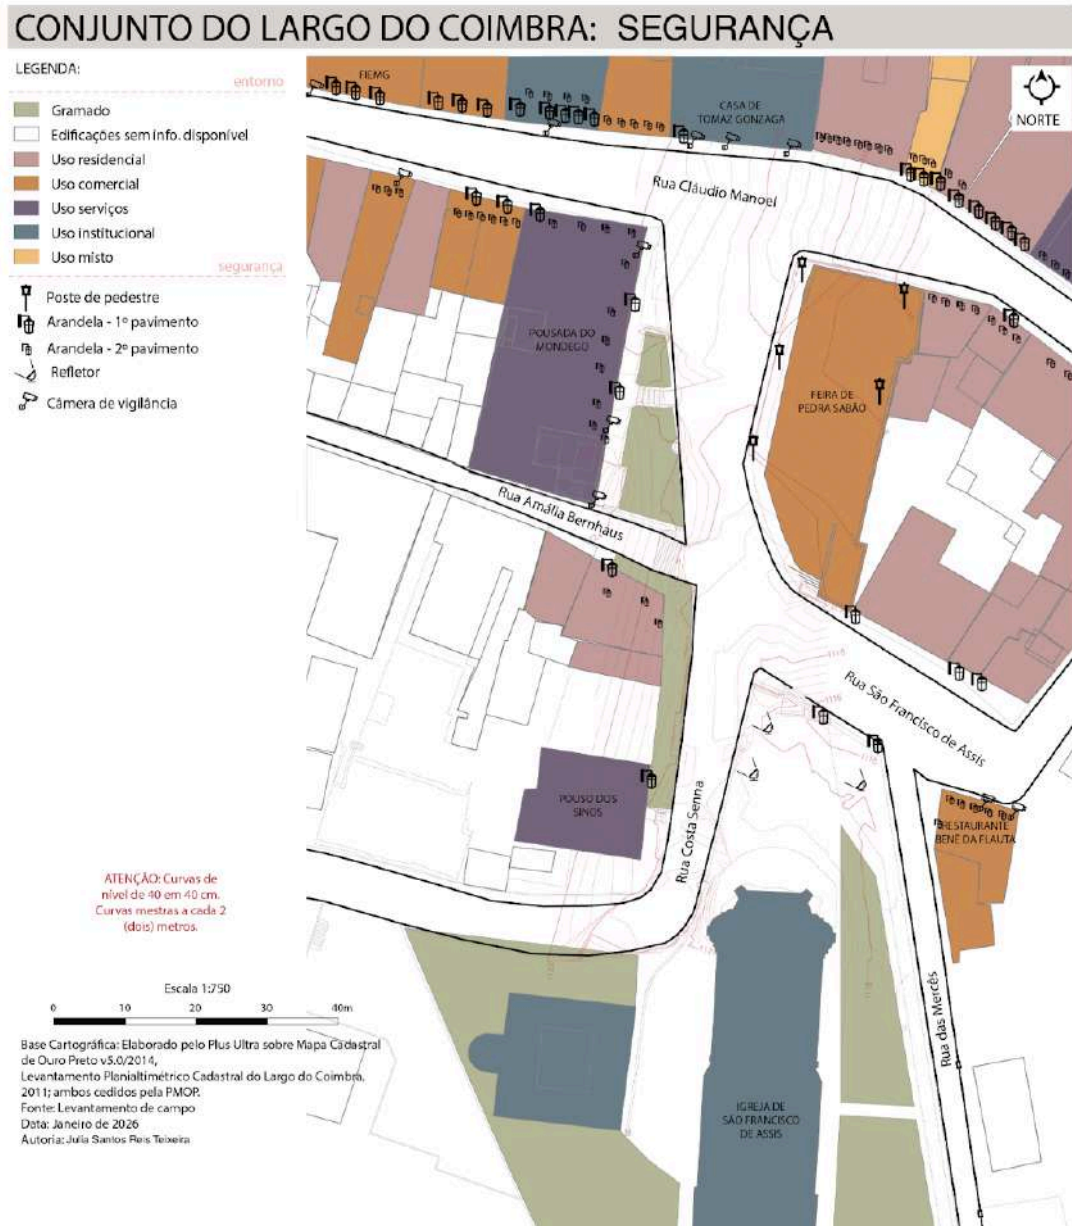 CONJUNTO DO LARGO DO COIMBRA: SEGURANÇA
LEGENDA:
entorno
Gramado
Edificações sem info. disponível
Uso residencial
Uso comercial
Uso serviços
Uso institucional
Uso misto
segurança
Poste de pedestre
Arandela - 1º pavimento
Arandela - 2º pavimento
Refletor
Câmera de vigilância
FIEMG
CASA DE
TOMAZ GONZAGA
NORTE
Rua Cláudio Manoel
POUSADA DO
MONDEGO
FEIRA DE
PEDRA SABÃO
Rua Amália Bernhaus
1118
1116
Rua São Francisco de Assis
1116
POUSO DOS
SINOS
Rua Costa Senna
RESTAURANTE
BENÉ DA FLAUTA
Rua das Mercês
IGREJA DE
SÃO FRANCISCO
DE ASSIS
ATENÇÃO: Curvas de
nível de 40 em 40 cm.
Curvas mestras a cada 2
(dois) metros.
Escala 1:750
0 10 20 30 40m
Base Cartográfica: Elaborado pelo Plus Ultra sobre Mapa Cadastral
de Ouro Preto v5.0/2014,
Levantamento Planialtimétrico Cadastral do Largo do Coimbra,
2011; ambos cedidos pela PMOP.
Fonte: Levantamento de campo
Data: Janeiro de 2026
Autoria: Julia Santos Reis Teixeira